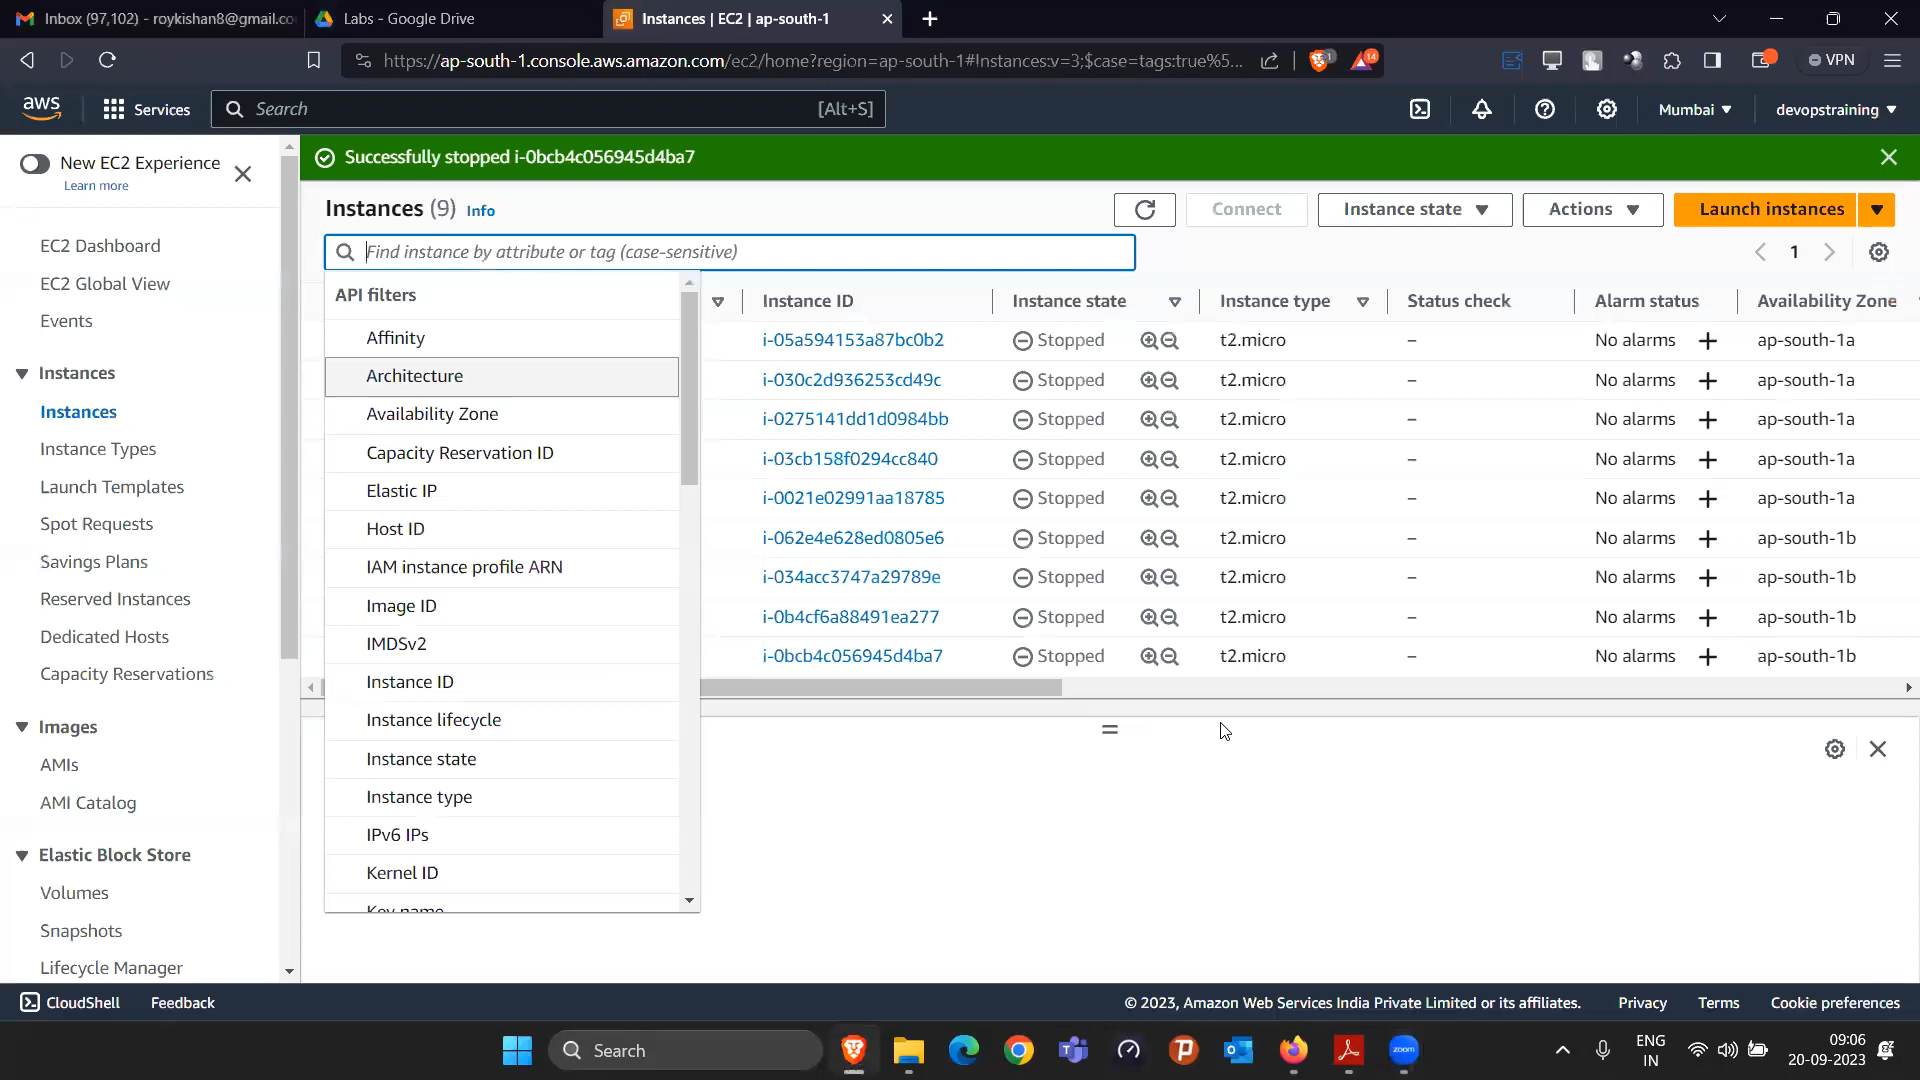 Inbox (97,102) - roykishan8@gmail.co
Labs - Google Drive
Instances | EC2 | ap-south-1
https://ap-south-1.console.aws.amazon.com/ec2/home?region=ap-south-1#Instances:v=3;$case=tags:true%5...
1
14
VPN
aws
Services
Search
[Alt+S]
Mumbai
devopstraining
New EC2 Experience
Learn more
EC2 Dashboard
EC2 Global View
Events
Instances
Instances
Instance Types
Launch Templates
Spot Requests
Savings Plans
Reserved Instances
Dedicated Hosts
Capacity Reservations
Images
AMIs
AMI Catalog
Elastic Block Store
Volumes
Snapshots
Lifecycle Manager
Successfully stopped i-0bcb4c056945d4ba7
Instances (9) Info
Connect
Instance state
Actions
Launch instances
Find instance by attribute or tag (case-sensitive)
1
API filters
Affinity
Architecture
Availability Zone
Capacity Reservation ID
Elastic IP
Host ID
IAM instance profile ARN
Image ID
IMDSv2
Instance ID
Instance lifecycle
Instance state
Instance type
IPv6 IPs
Kernel ID
Key name
Instance ID Instance state Instance type Status check Alarm status Availability Zone
i-05a594153a87bc0b2 Stopped t2.micro – No alarms ap-south-1a
i-030c2d936253cd49c Stopped t2.micro – No alarms ap-south-1a
i-0275141dd1d0984bb Stopped t2.micro – No alarms ap-south-1a
i-03cb158f0294cc840 Stopped t2.micro – No alarms ap-south-1a
i-0021e02991aa18785 Stopped t2.micro – No alarms ap-south-1a
i-062e4e628ed0805e6 Stopped t2.micro – No alarms ap-south-1b
i-034acc3747a29789e Stopped t2.micro – No alarms ap-south-1b
i-0b4cf6a88491ea277 Stopped t2.micro – No alarms ap-south-1b
i-0bcb4c056945d4ba7 Stopped t2.micro – No alarms ap-south-1b
CloudShell
Feedback
© 2023, Amazon Web Services India Private Limited or its affiliates.
Privacy
Terms
Cookie preferences
Search
zoom
ENG
IN
09:06
20-09-2023